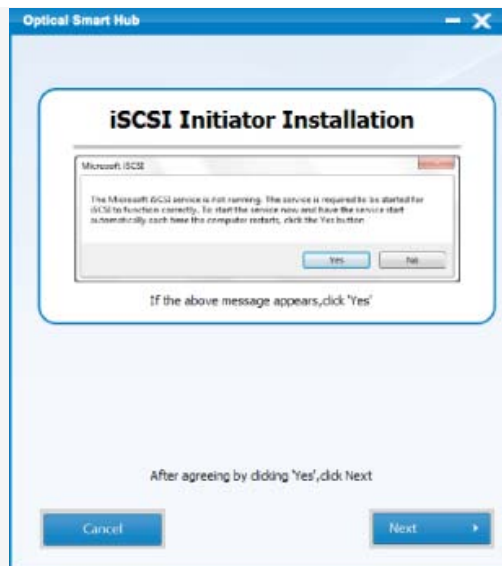 Optical Smart Hub
iSCSI Initiator Installation
Microsoft iSCSI
The Microsoft iSCSI service is not running. The service is required to be started for
iSCSI to function correctly. To start the service now and have the service start
automatically each time the computer restarts, click the Yes button
Yes
No
If the above message appears,click 'Yes'
After agreeing by clicking 'Yes',click Next
Cancel
Next